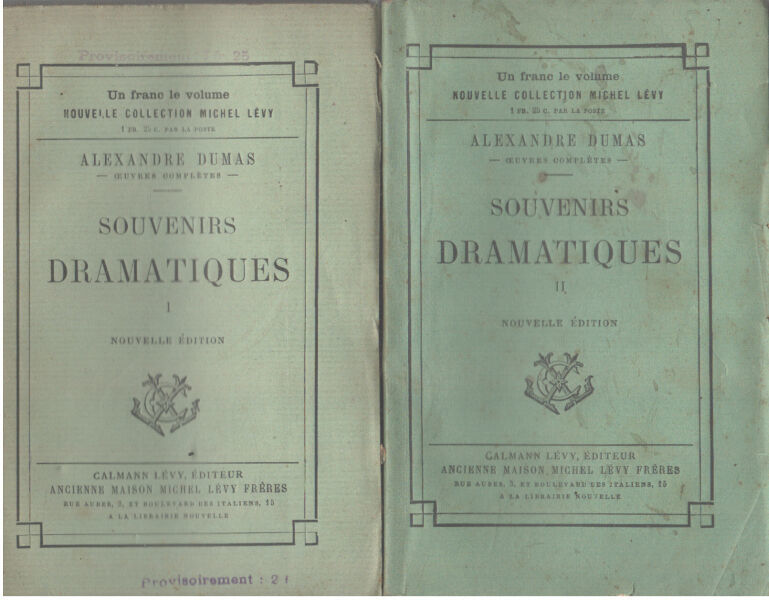 Provisoirement : 25
Un franc le volume
NOUVELLE COLLECTION MICHEL LÉVY
1 FR. 25 C. PAR LA POSTE
ALEXANDRE DUMAS
— ŒUVRES COMPLÈTES —
SOUVENIRS
DRAMATIQUES
I
NOUVELLE ÉDITION
CALMANN LÉVY, ÉDITEUR
ANCIENNE MAISON MICHEL LÉVY FRÈRES
RUE AUBER, 3, ET BOULEVARD DES ITALIENS, 15
A LA LIBRAIRIE NOUVELLE
Provisoirement : 2
Un franc le volume
NOUVELLE COLLECTION MICHEL LÉVY
1 FR. 25 C. PAR LA POSTE
ALEXANDRE DUMAS
— ŒUVRES COMPLÈTES —
SOUVENIRS
DRAMATIQUES
II
NOUVELLE ÉDITION
CALMANN LÉVY, ÉDITEUR
ANCIENNE MAISON MICHEL LÉVY FRÈRES
RUE AUBER, 3, ET BOULEVARD DES ITALIENS, 15
A LA LIBRAIRIE NOUVELLE